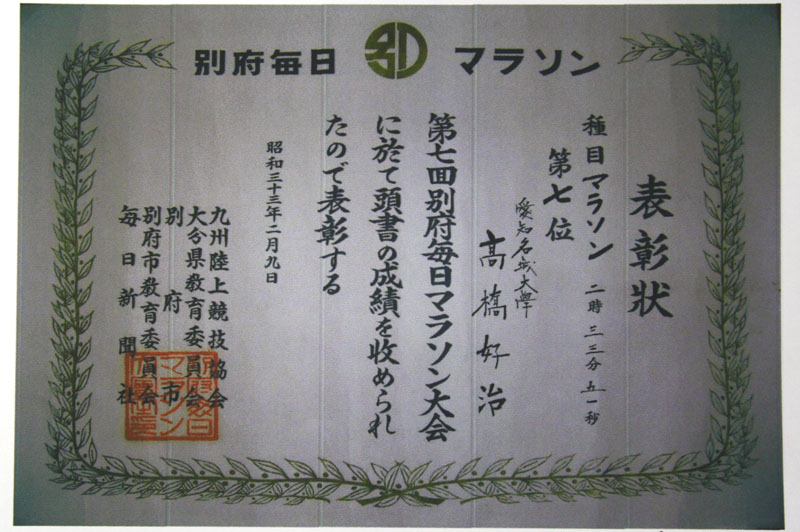 別府毎日 マラソン
表彰状
種目マラソン 二時三三分五一秒
第七位
愛知名城大學
髙橋好治
第七回別府毎日マラソン大会
に於て頭書の成績を收められ
たので表彰する
昭和三十三年二月九日
九州陸上競技協会
大分県教育委員会
別府市
別府市教育委員会
毎日新聞社